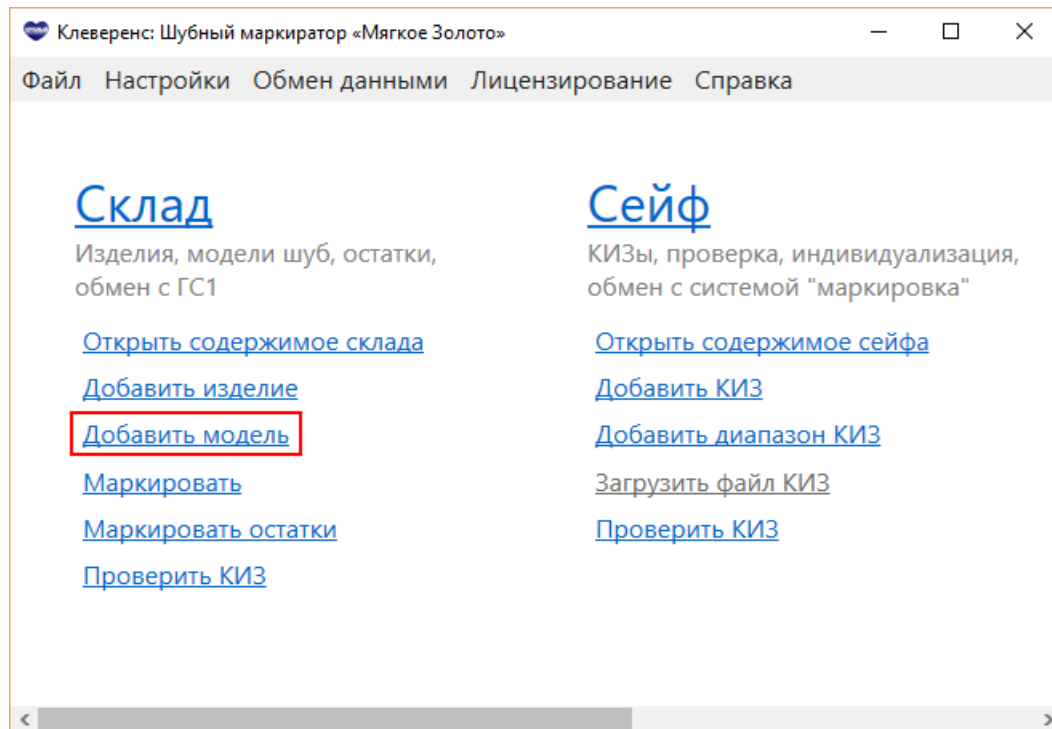 Клеверенс: Шубный маркиратор «Мягкое Золото»
Файл Настройки Обмен данными Лицензирование Справка
Склад
Изделия, модели шуб, остатки,
обмен с ГС1
Открыть содержимое склада
Добавить изделие
Добавить модель
Маркировать
Маркировать остатки
Проверить КИЗ
Сейф
КИЗы, проверка, индивидуализация,
обмен с системой "маркировка"
Открыть содержимое сейфа
Добавить КИЗ
Добавить диапазон КИЗ
Загрузить файл КИЗ
Проверить КИЗ